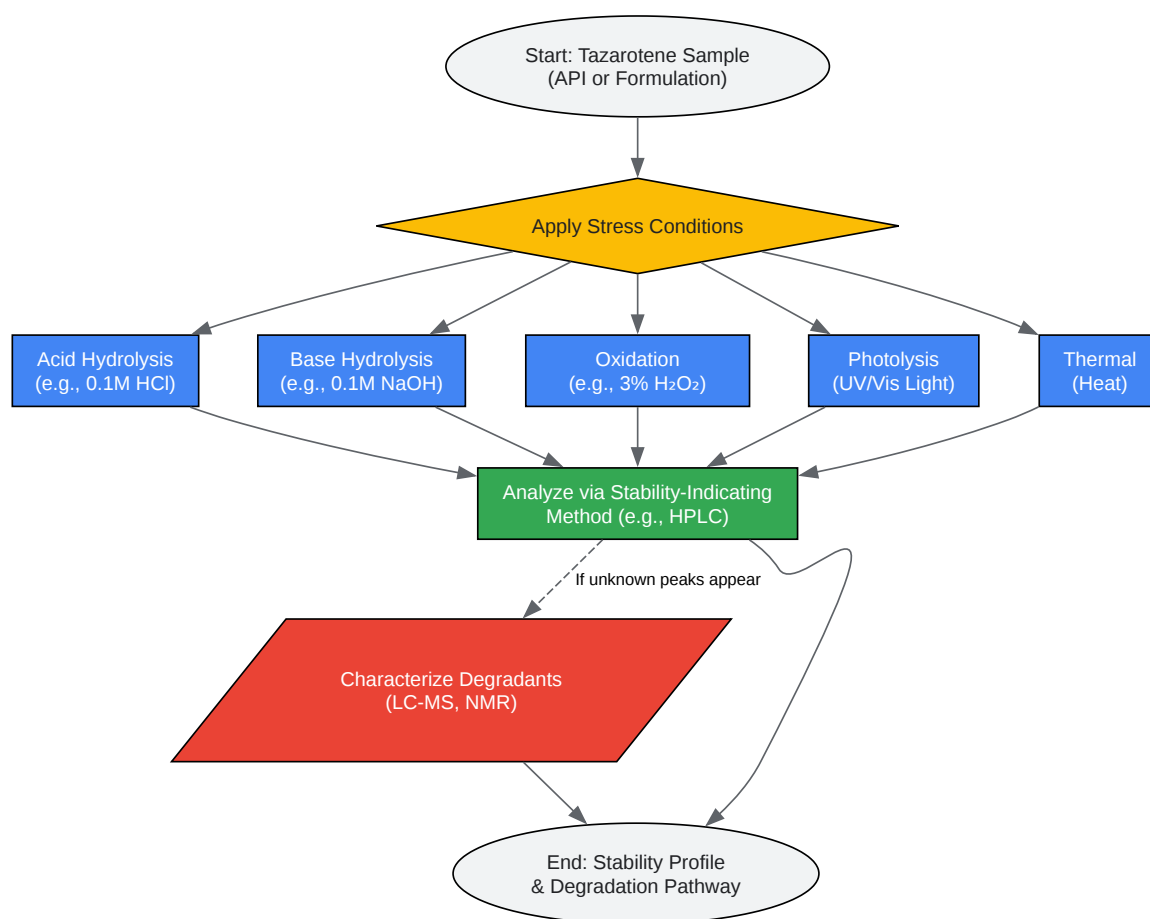 Start: Tazarotene Sample
(API or Formulation)
Apply Stress Conditions
Acid Hydrolysis
(e.g., 0.1M HCl)
Base Hydrolysis
(e.g., 0.1M NaOH)
Oxidation
(e.g., 3% H₂O₂)
Photolysis
(UV/Vis Light)
Thermal
(Heat)
Analyze via Stability-Indicating
Method (e.g., HPLC)
If unknown peaks appear
Characterize Degradants
(LC-MS, NMR)
End: Stability Profile
& Degradation Pathway